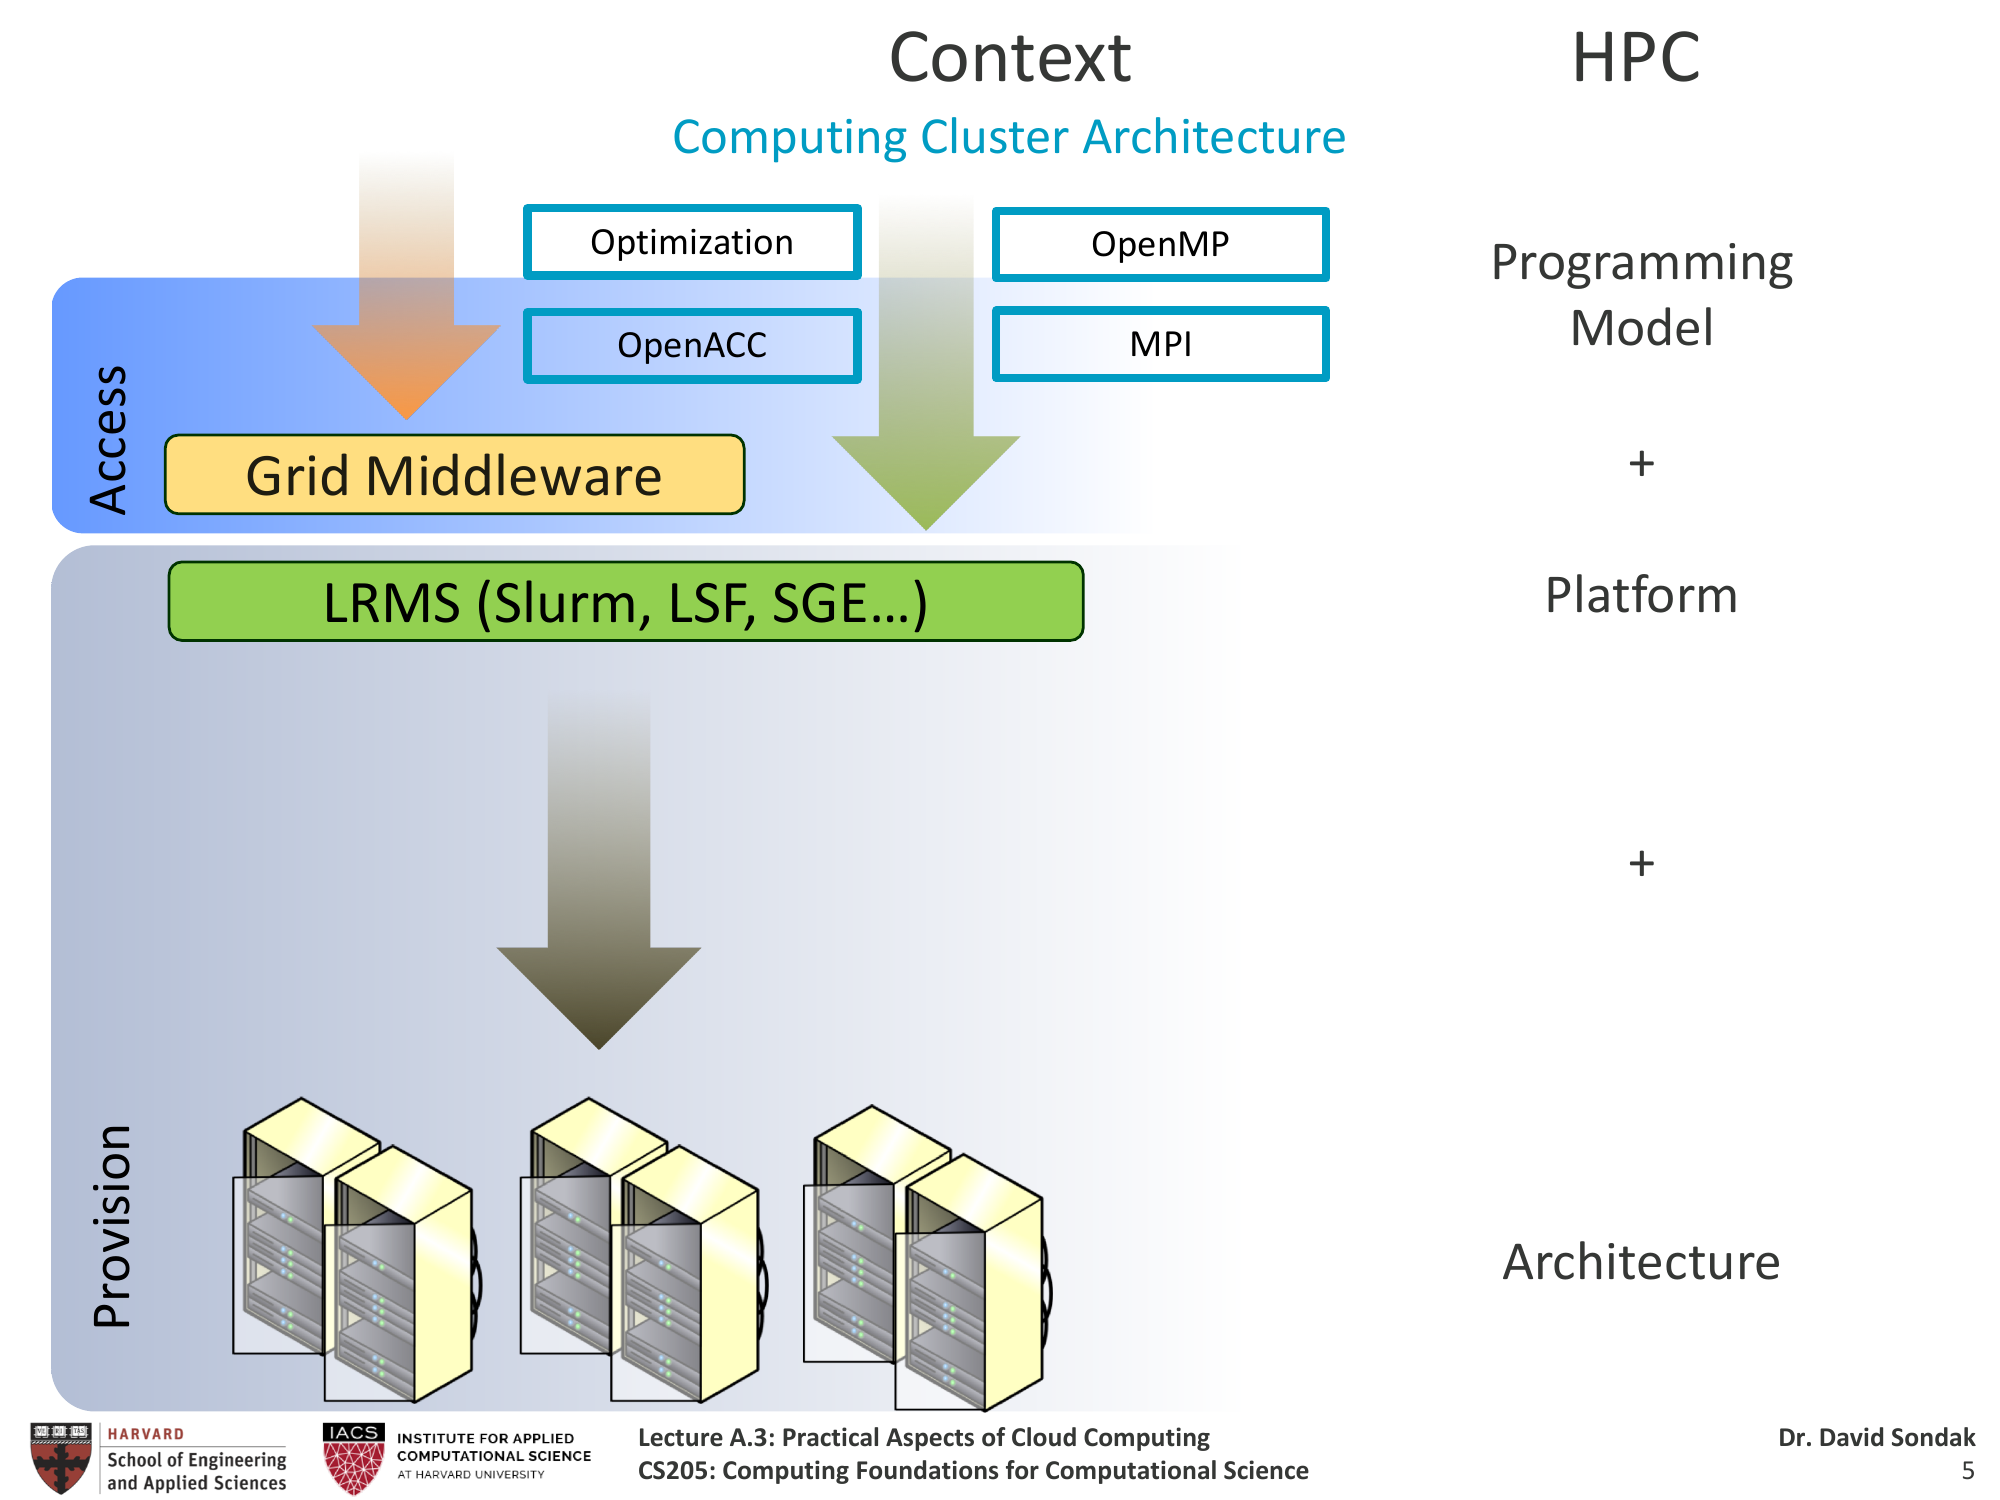 Context
HPC
Computing Cluster Architecture
Optimization
OpenMP
OpenACC
MPI
Programming
Model
Access
Grid Middleware
+
LRMS (Slurm, LSF, SGE...)
Platform
+
Provision
Architecture
HARVARD
School of Engineering
and Applied Sciences
IACS
INSTITUTE FOR APPLIED
COMPUTATIONAL SCIENCE
AT HARVARD UNIVERSITY
Lecture A.3: Practical Aspects of Cloud Computing
CS205: Computing Foundations for Computational Science
Dr. David Sondak
5